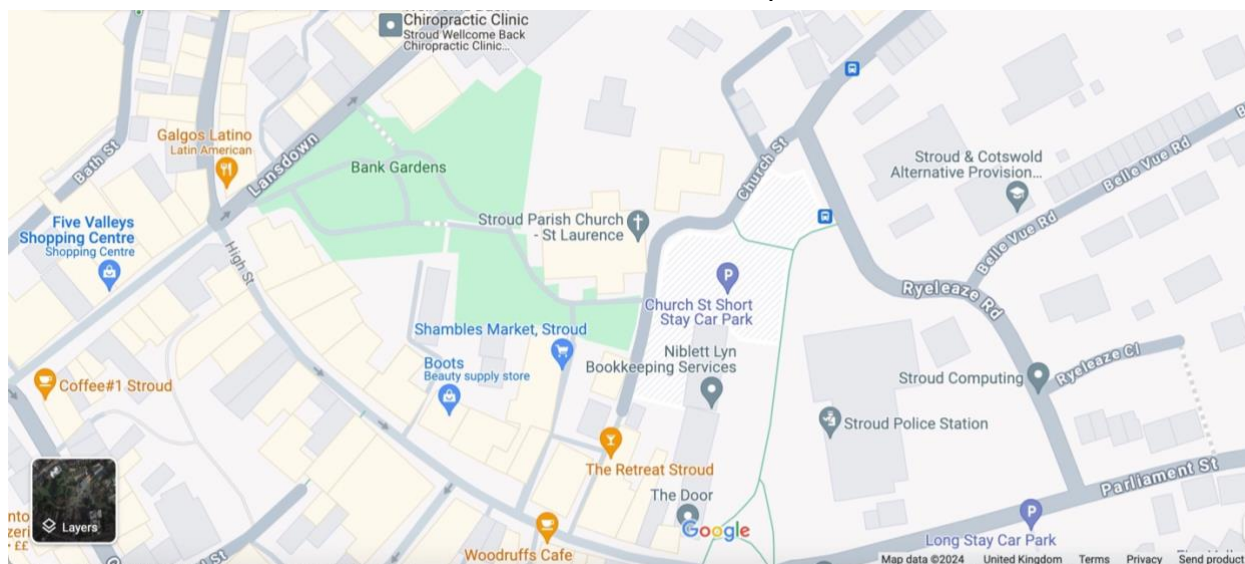 Chiropractic Clinic
Stroud Wellcome Back
Chiropractic Clinic...
Galgos Latino
Latin American
Lansdown
Bath St
Bank Gardens
Church St
Stroud & Cotswold
Alternative Provision...
Belle Vue Rd
Belle Vue Rd
Five Valleys
Shopping Centre
Shopping Centre
High St
Stroud Parish Church
- St Laurence
Church St Short
Stay Car Park
Ryeleaze Rd
Shambles Market, Stroud
Boots
Beauty supply store
Niblett Lyn
Bookkeeping Services
Coffee#1 Stroud
Stroud Computing
Ryeleaze Cl
Stroud Police Station
The Retreat Stroud
Parliament St
The Door
Layers
Google
Woodruffs Cafe
Long Stay Car Park
££
Map data ©2024 United Kingdom Terms Privacy Send product